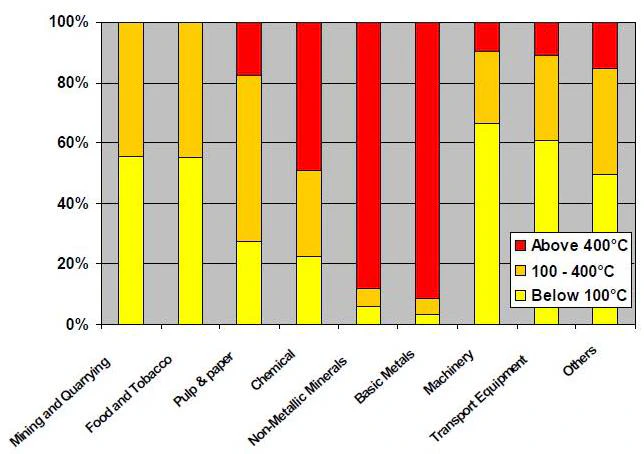 100%
80%
60%
40%
20%
0%
Above 400°C
100 - 400°C
Below 100°C
Mining and Quarrying
Food and Tobacco
Pulp & paper
Chemical
Non-Metallic Minerals
Basic Metals
Machinery
Transport Equipment
Others